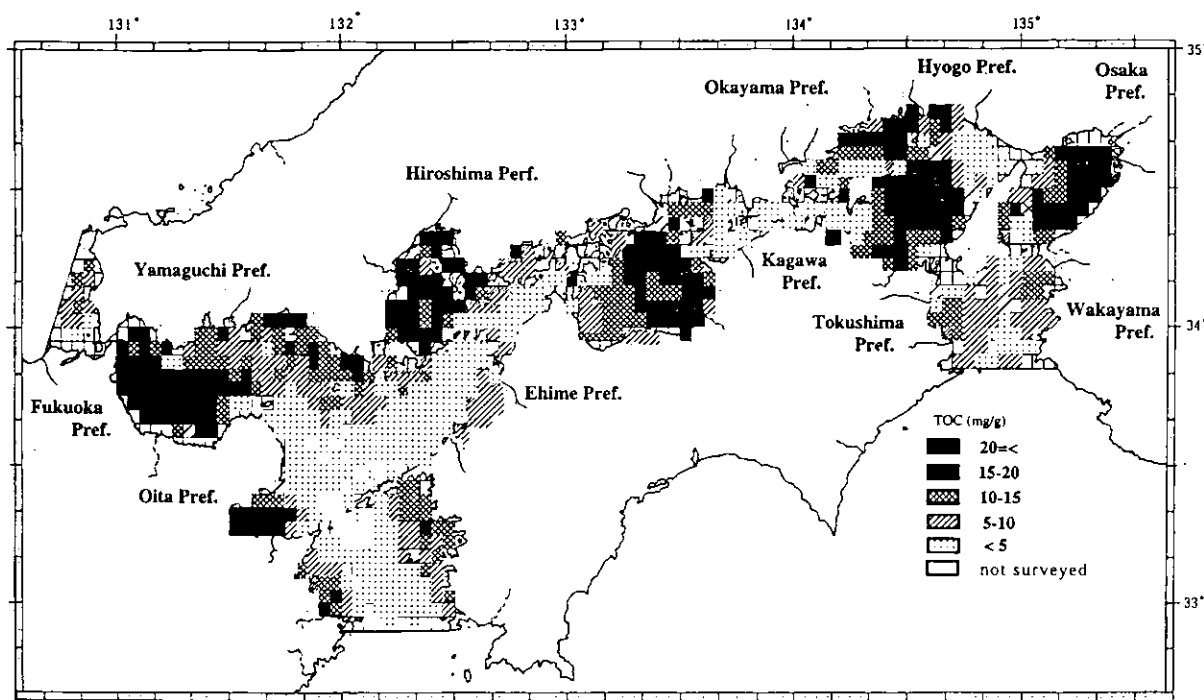 131°
132°
133°
134°
135°
35°
Hyogo Pref.
Osaka
Pref.
Okayama Pref.
Hiroshima Perf.
Yamaguchi Pref.
Kagawa
Pref.
34°
Tokushima
Pref.
Wakayama
Pref.
Ehime Pref.
Fukuoka
Pref.
Oita Pref.
TOC (mg/g)
20=<
15-20
10-15
5-10
< 5
not surveyed
33°